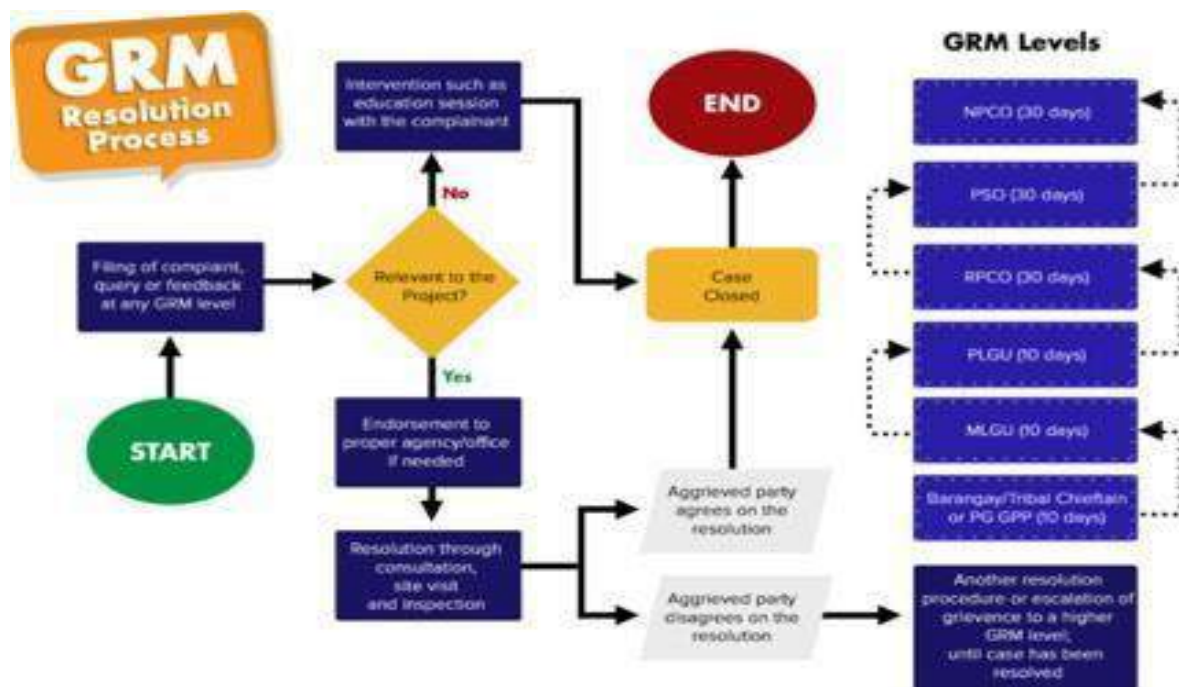 GRM
Resolution
Process
START
Filing of complaint,
query or feedback
at any GRM level
Relevant to the
Project?
No
Intervention such as
education session
with the complainant
Yes
Endorsement to
proper agency/office
if needed
Resolution through
consultation,
site visit
and inspection
Aggrieved party
agrees on the
resolution
Aggrieved party
disagrees on the
resolution
Case
Closed
END
Another resolution
procedure or escalation of
grievence to a higher
GRM level,
until case has been
resolved
GRM Levels
NPCO (30 days)
PSO (30 days)
RPCO (30 days)
PLGU (10 days)
MLGU (10 days)
Barangay/Tribal Chieftain
or PG GPP (10 days)